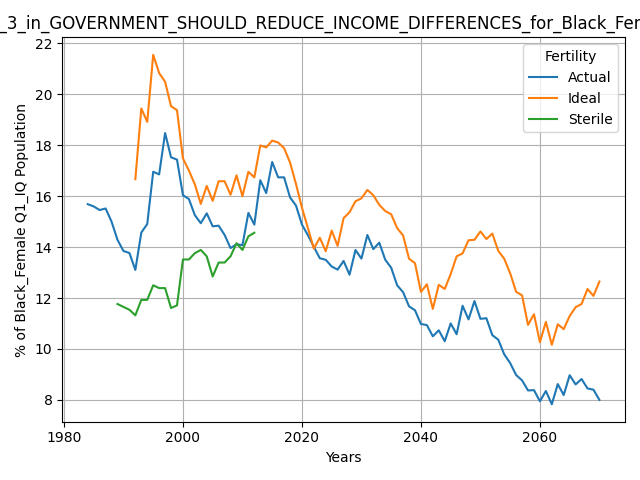 _3_in_GOVERNMENT_SHOULD_REDUCE_INCOME_DIFFERENCES_for_Black_Fer
Fertility
Actual
Ideal
Sterile
% of Black_Female Q1_IQ Population
22
20
18
16
14
12
10
8
1980
2000
2020
2040
2060
Years